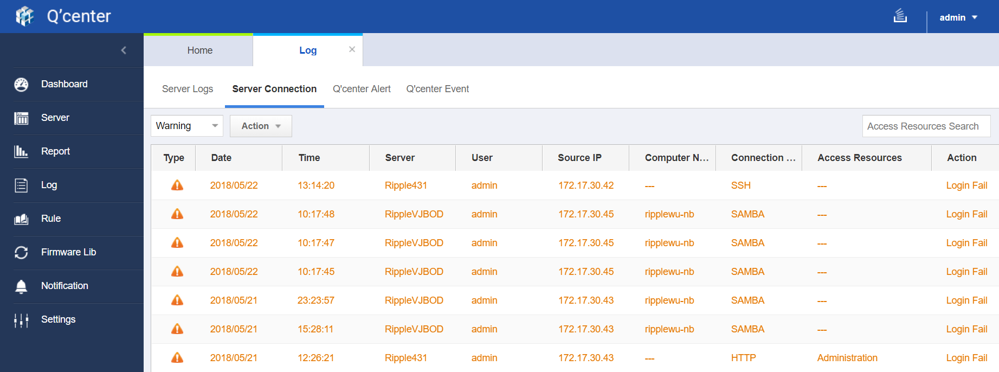 Q'center
admin
Home
Log
Dashboard
Server
Report
Log
Rule
Firmware Lib
Notification
Settings
Server Logs Server Connection Q'center Alert Q'center Event
Warning Action Access Resources Search
Type Date Time Server User Source IP Computer N... Connection ... Access Resources Action
2018/05/22 13:14:20 Ripple431 admin 172.17.30.42 --- SSH --- Login Fail
2018/05/22 10:17:48 RippleVJBOD admin 172.17.30.45 ripplewu-nb SAMBA --- Login Fail
2018/05/22 10:17:47 RippleVJBOD admin 172.17.30.45 ripplewu-nb SAMBA --- Login Fail
2018/05/22 10:17:45 RippleVJBOD admin 172.17.30.45 ripplewu-nb SAMBA --- Login Fail
2018/05/21 23:23:57 RippleVJBOD admin 172.17.30.43 ripplewu-nb SAMBA --- Login Fail
2018/05/21 15:28:11 RippleVJBOD admin 172.17.30.43 ripplewu-nb SAMBA --- Login Fail
2018/05/21 12:26:21 Ripple431 admin 172.17.30.43 --- HTTP Administration Login Fail